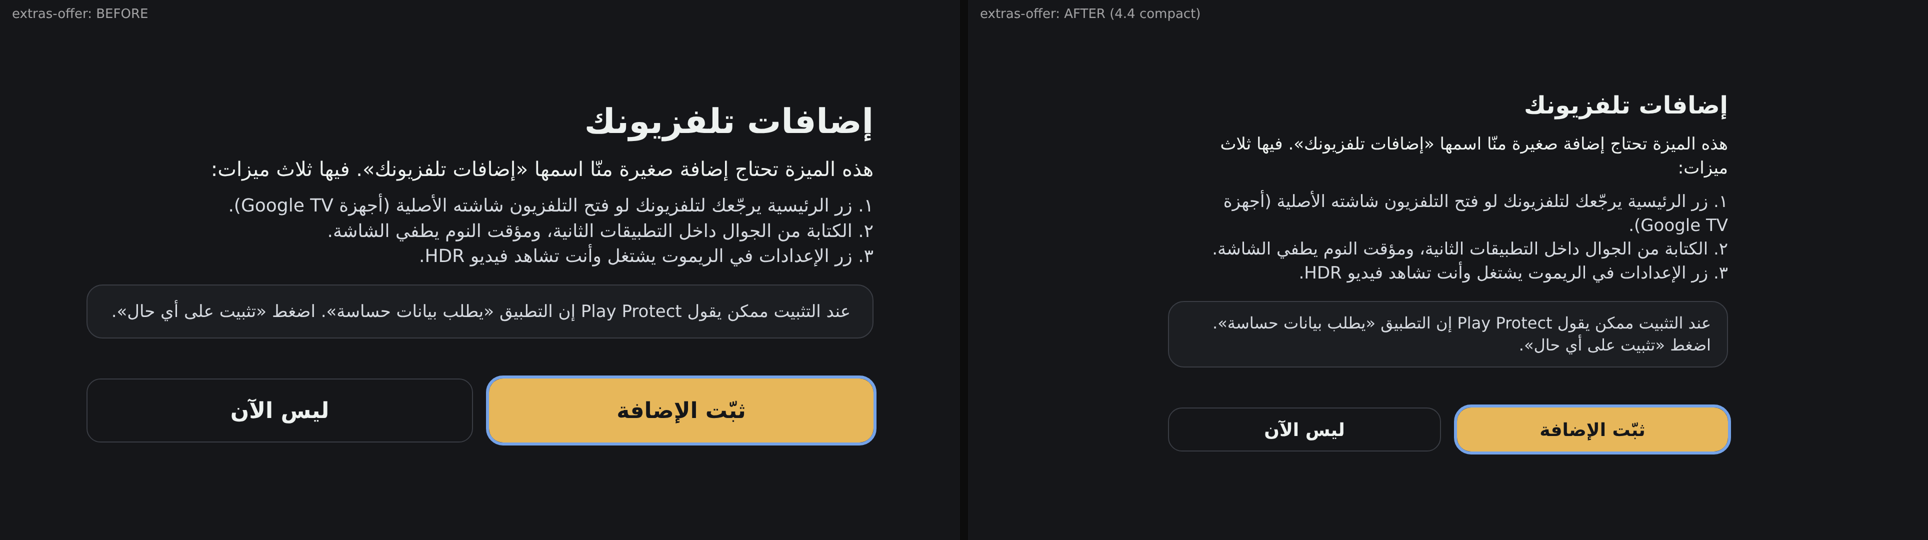 extras-offer: BEFORE
إضافات تلفزيونك
هذه الميزة تحتاج إضافة صغيرة منّا اسمها «إضافات تلفزيونك». فيها ثلاث ميزات:
١. زر الرئيسية يرجّعك لتلفزيونك لو فتح التلفزيون شاشته الأصلية (أجهزة Google TV).
٢. الكتابة من الجوال داخل التطبيقات الثانية، ومؤقت النوم يطفي الشاشة.
٣. زر الإعدادات في الريموت يشتغل وأنت تشاهد فيديو HDR.
عند التثبيت ممكن يقول Play Protect إن التطبيق «يطلب بيانات حساسة». اضغط «تثبيت على أي حال».
ثبّت الإضافة
ليس الآن
extras-offer: AFTER (4.4 compact)
إضافات تلفزيونك
هذه الميزة تحتاج إضافة صغيرة منّا اسمها «إضافات تلفزيونك». فيها ثلاث
ميزات:
١. زر الرئيسية يرجّعك لتلفزيونك لو فتح التلفزيون شاشته الأصلية (أجهزة
Google TV).
٢. الكتابة من الجوال داخل التطبيقات الثانية، ومؤقت النوم يطفي الشاشة.
٣. زر الإعدادات في الريموت يشتغل وأنت تشاهد فيديو HDR.
عند التثبيت ممكن يقول Play Protect إن التطبيق «يطلب بيانات حساسة».
اضغط «تثبيت على أي حال».
ثبّت الإضافة
ليس الآن